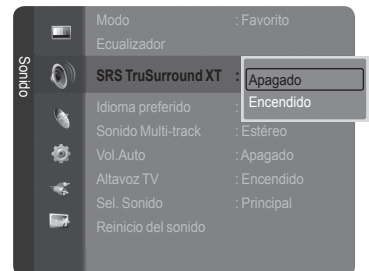 Sonido
Modo : Favorito
Ecualizador
SRS TruSurround XT :
Apagado
Encendido
Idioma preferido :
Sonido Multi-track : Estéreo
Vol.Auto : Apagado
Altavoz TV : Encendido
Sel. Sonido : Principal
Reinicio del sonido